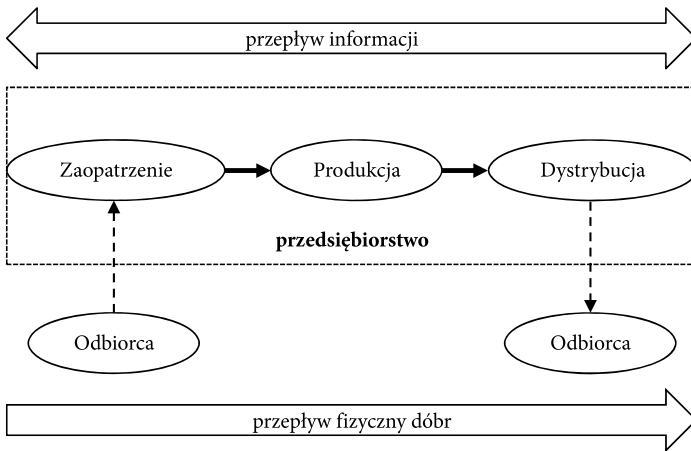 przepływ informacji
Zaopatrzenie
Produkcja
Dystrybucja
przedsiębiorstwo
Odbiorca
Odbiorca
przepływ fizyczny dóbr